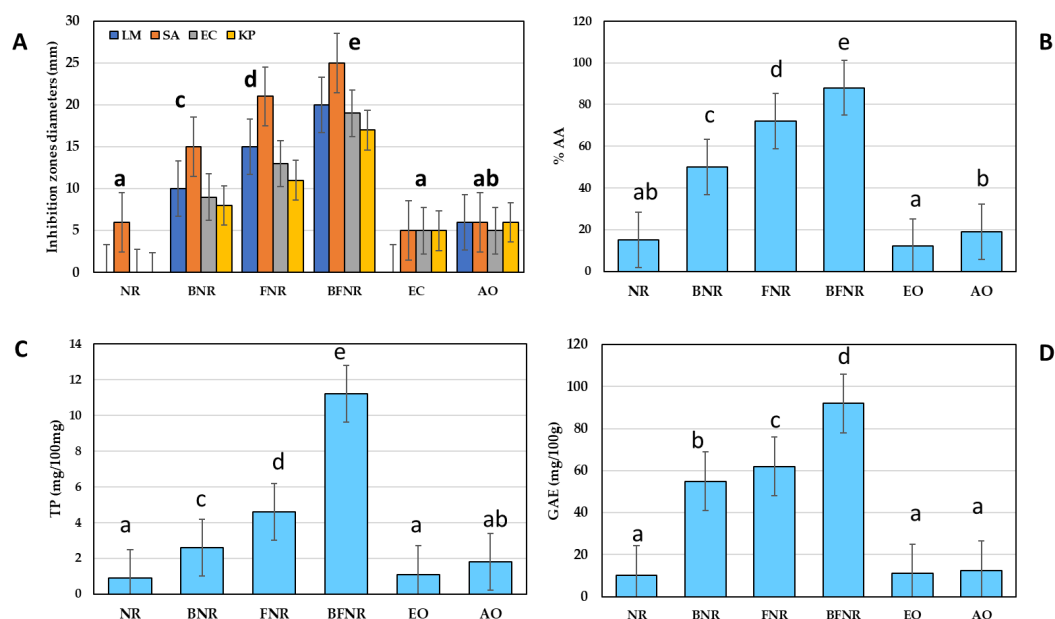 A
Inhibition zones diameters (mm)
30
25
20
15
10
5
0
LM SA EC KP
a
c
d
e
a
ab
NR BNR FNR BFNR EC AO
B
% AA
120
100
80
60
40
20
0
ab
c
d
e
a
b
NR BNR FNR BFNR EO AO
C
TP (mg/100mg)
14
12
10
8
6
4
2
0
a
c
d
e
a
ab
NR BNR FNR BFNR EO AO
D
GAE (mg/100g)
120
100
80
60
40
20
0
a
b
c
d
a
a
NR BNR FNR BFNR EO AO